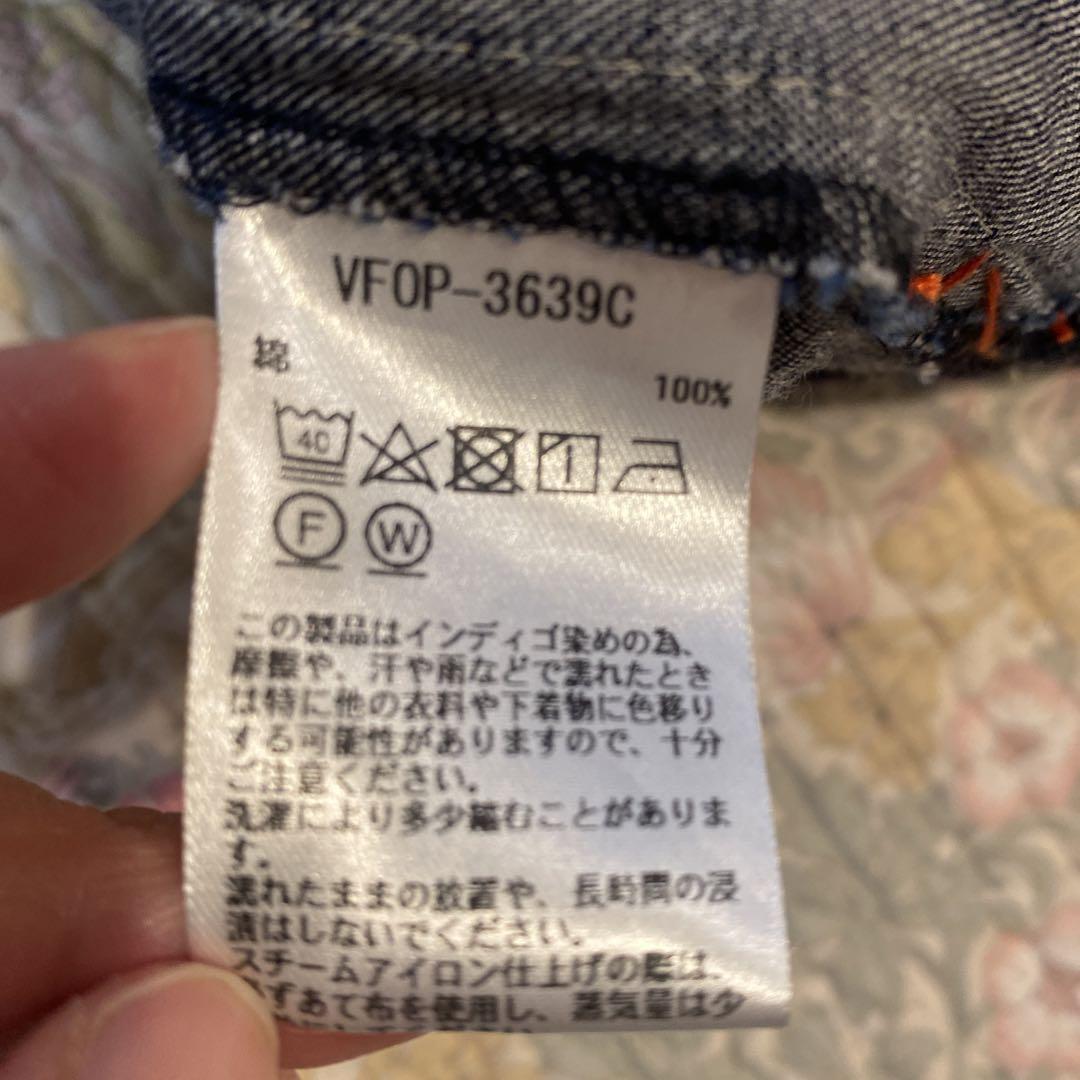 VFOP-3639C
綿
100%
40
F
W
この製品はインディゴ染めの為、
摩擦や、汗や雨などで濡れたとき
は特に他の衣料や下着物に色移り
する可能性がありますので、十分
ご注意ください。
洗濯により多少縮むことがありま
す。
濡れたままの放置や、長時間の浸
漬はしないでください。
スチームアイロン仕上げの際は、
ずあて布を使用し、蒸気量は少